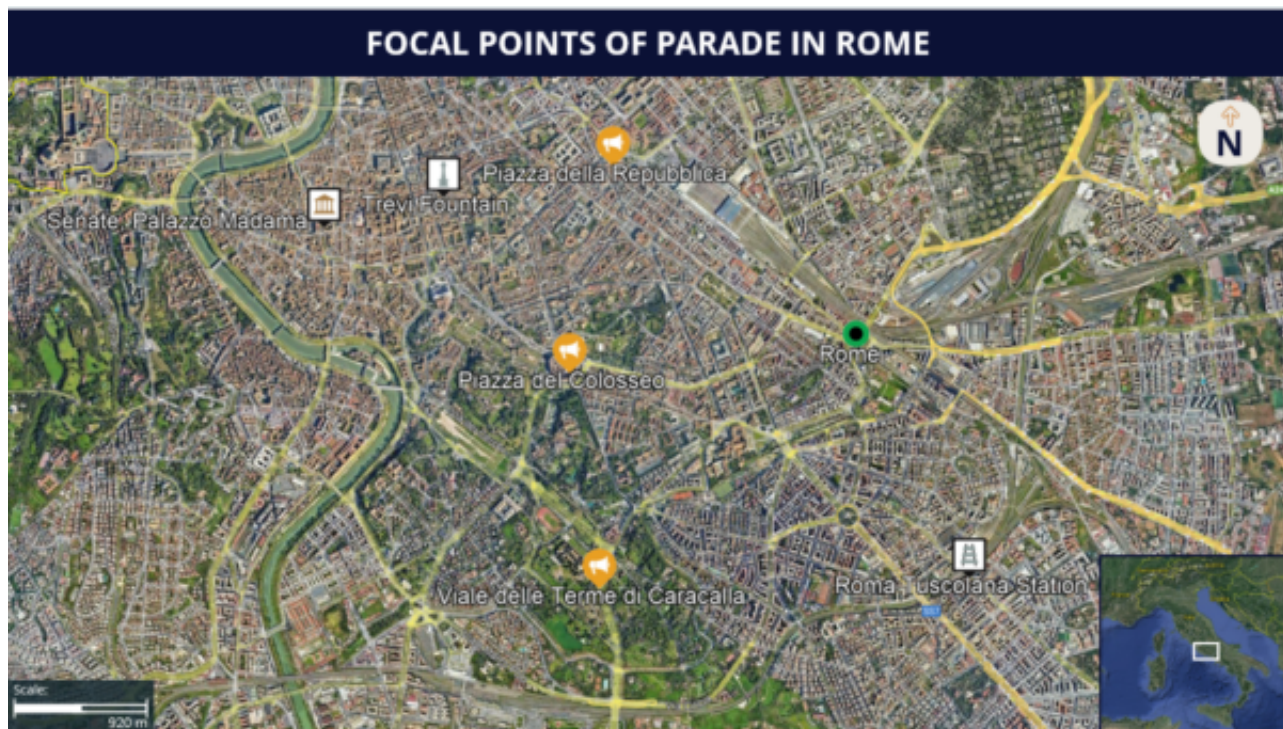 FOCAL POINTS OF PARADE IN ROME
N
Piazza della Repubblica
Trevi Fountain
Senate, Palazzo Madama
Rome
Piazza del Colosseo
Roma Tuscolana Station
Viale delle Terme di Caracalla
Scale:
920 m